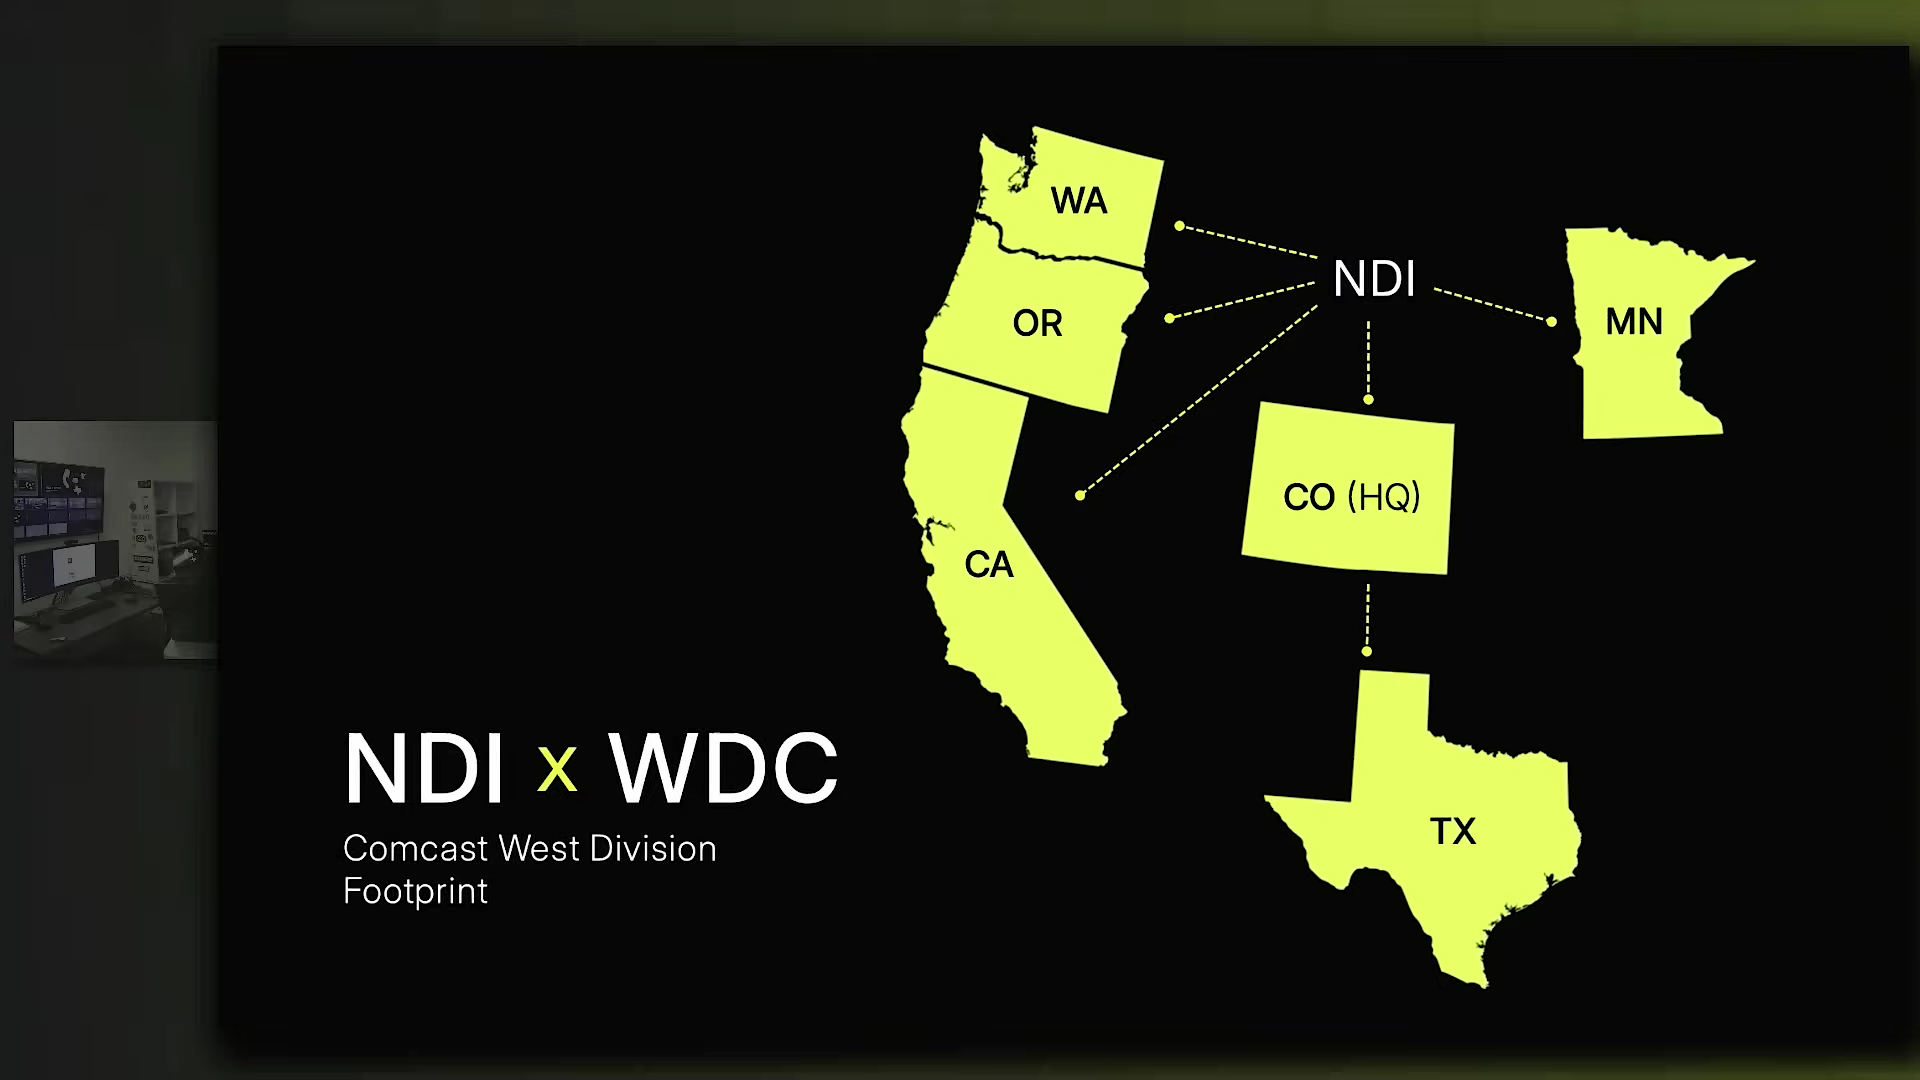 WA
NDI
OR
MN
CO (HQ)
CA
NDI x WDC
Comcast West Division
Footprint
TX